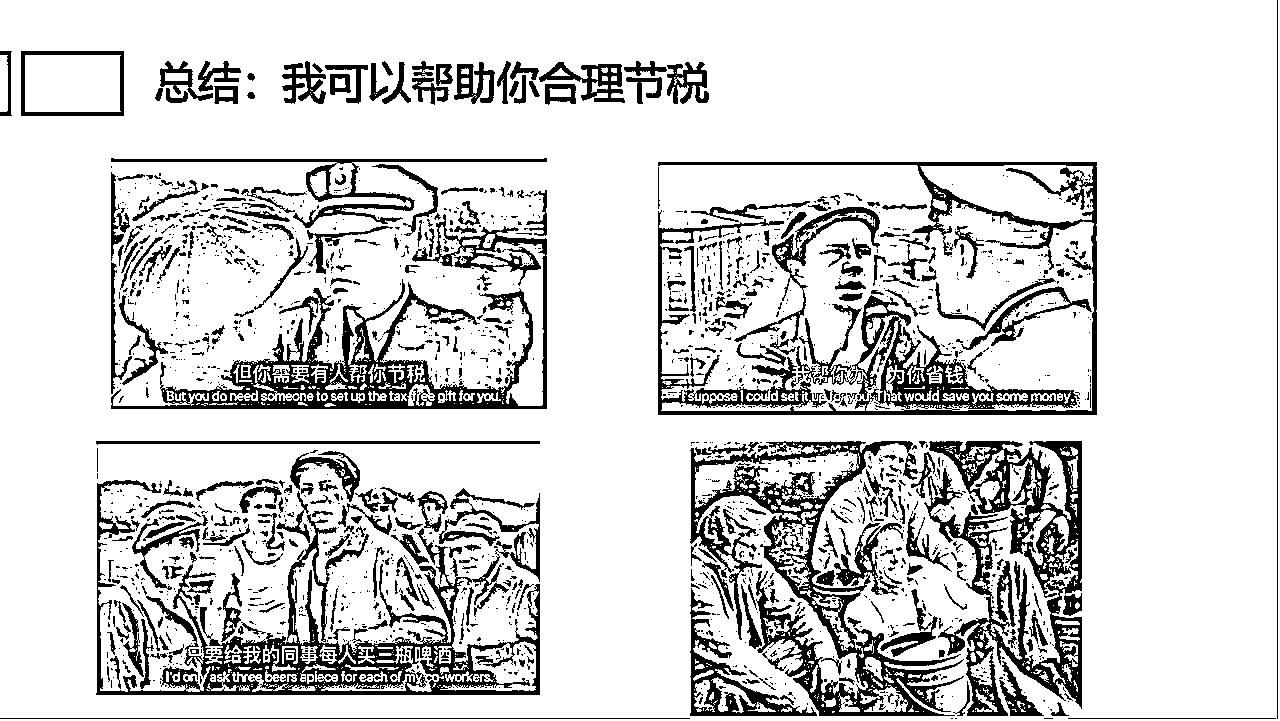 总结：我可以帮助你合理节税
但你需要有人帮你节税
But you do need someone to set up the tax-free gift for you.
我帮你办 为你省钱
I suppose I could set it up for you. That would save you some money.
只要给我的同事每人买三瓶啤酒
I'd only ask three beers apiece for each of my co-workers.